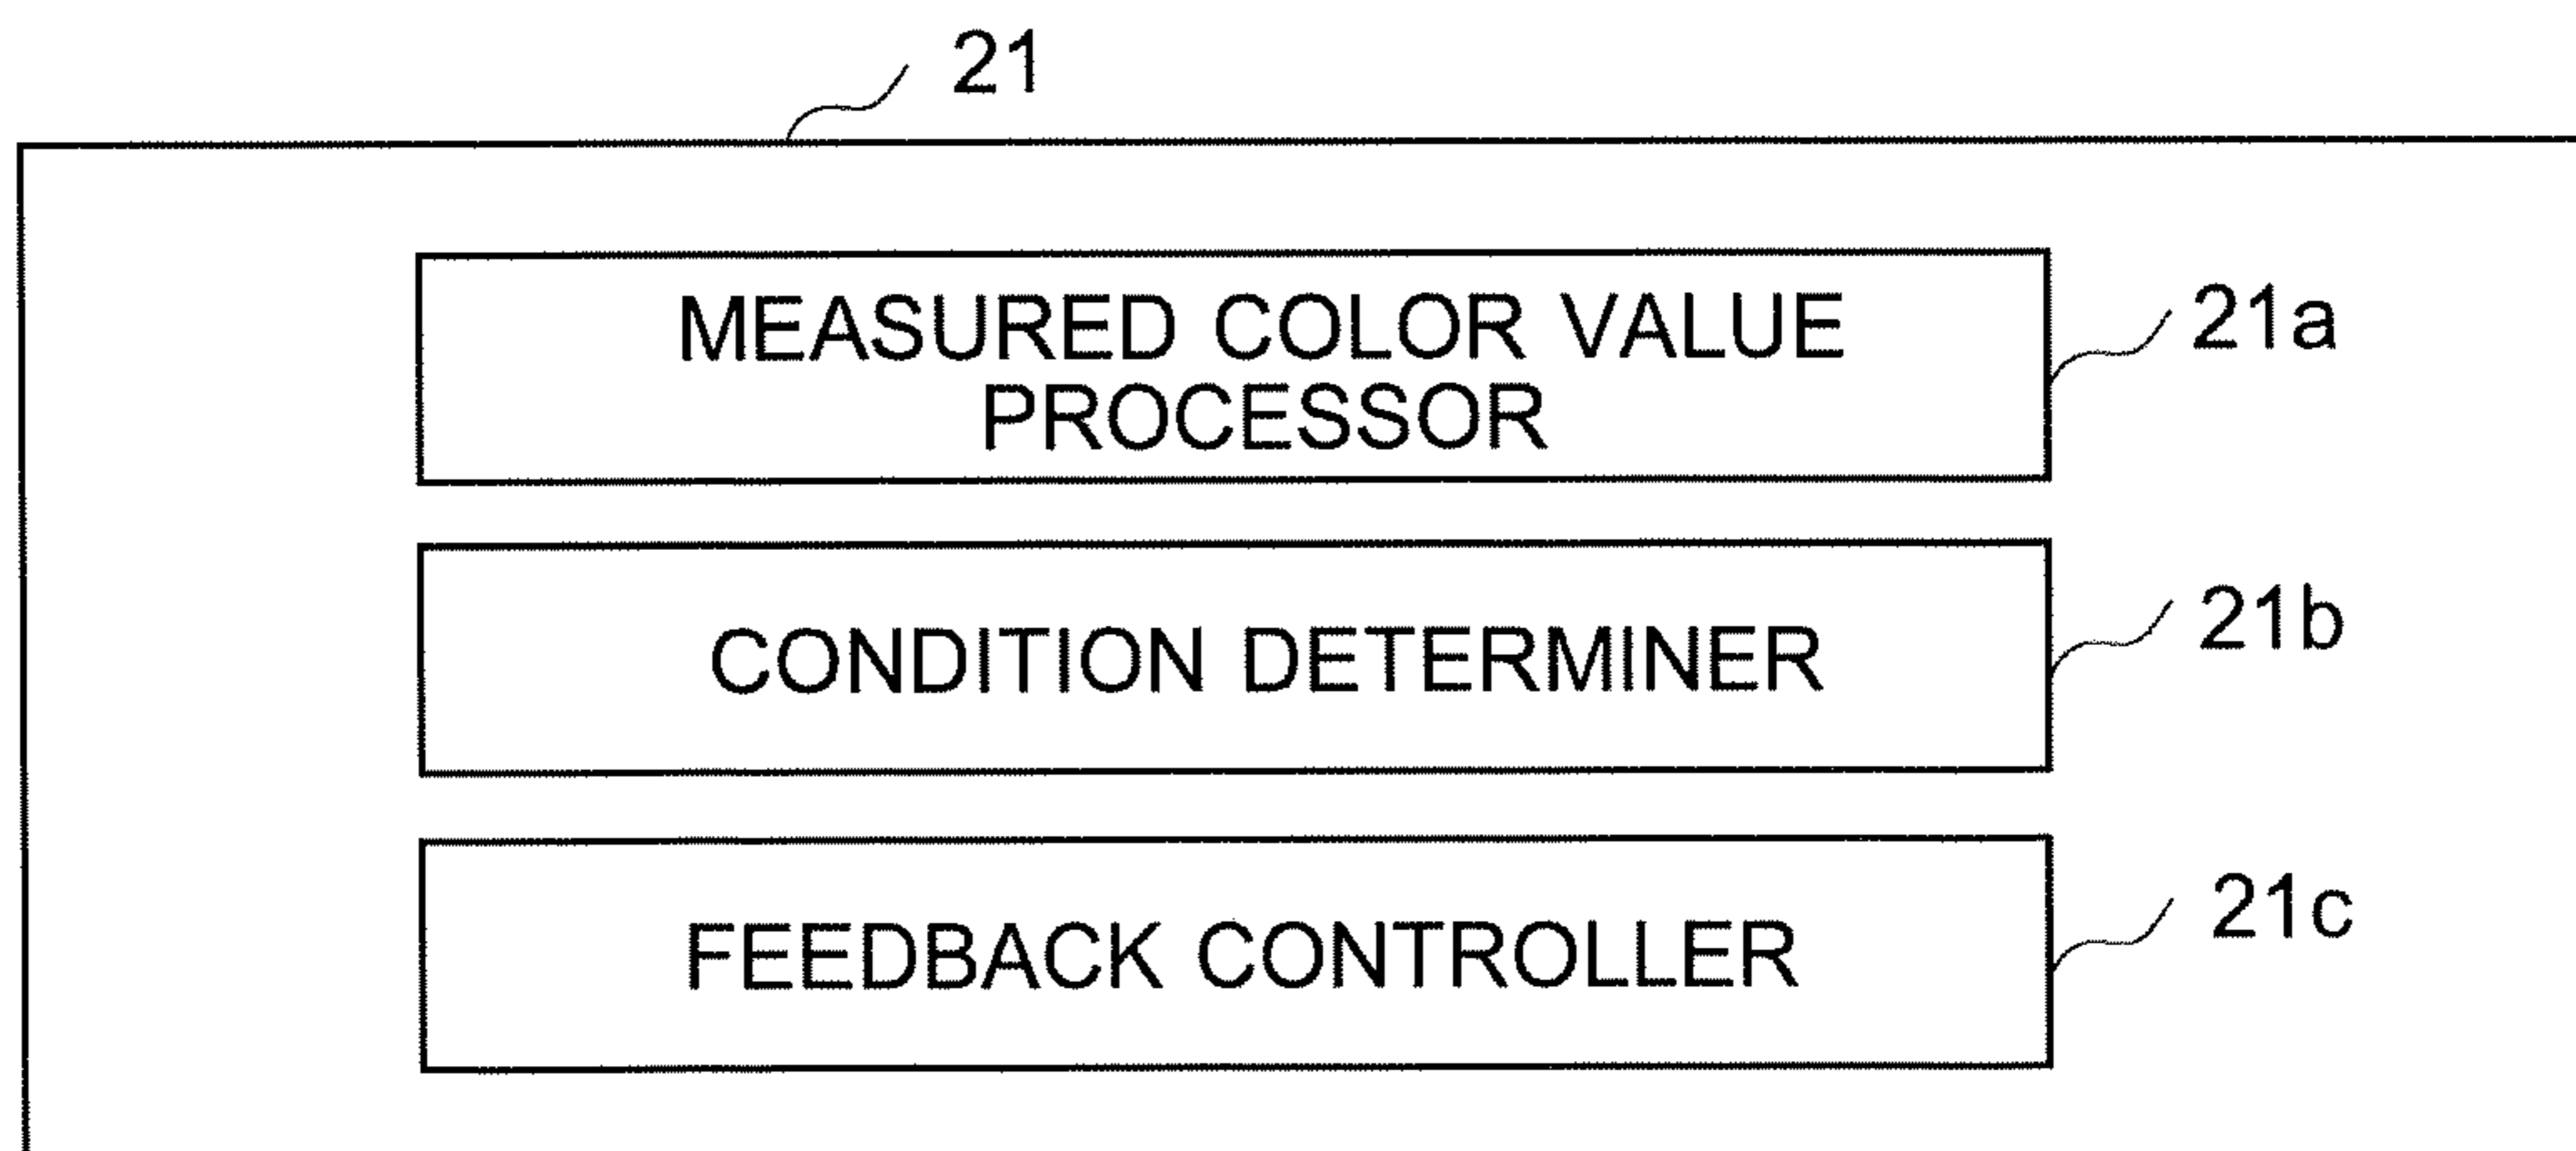 21
MEASURED COLOR VALUE
PROCESSOR
21a
CONDITION DETERMINER
21b
FEEDBACK CONTROLLER
21c